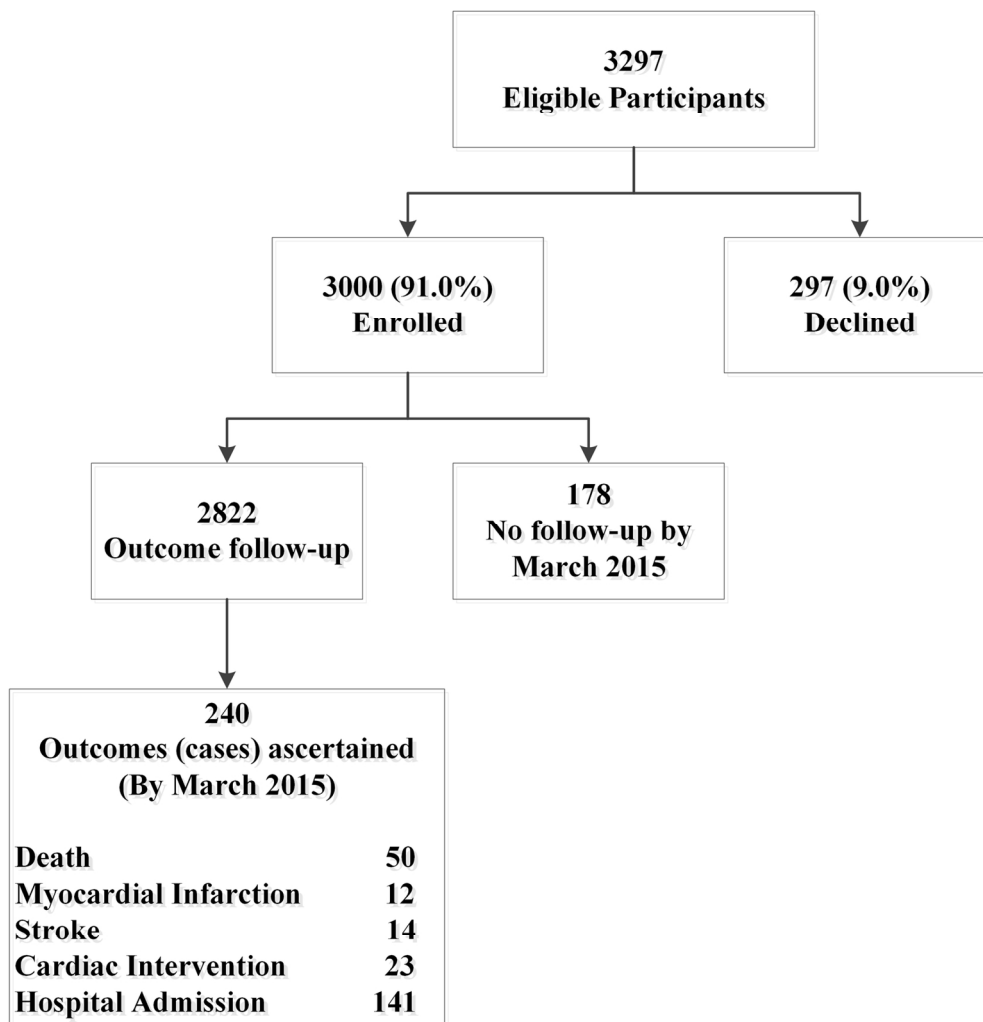 3297
Eligible Participants
3000 (91.0%)
Enrolled
297 (9.0%)
Declined
2822
Outcome follow-up
178
No follow-up by
March 2015
240
Outcomes (cases) ascertained
(By March 2015)
Death 50
Myocardial Infarction 12
Stroke 14
Cardiac Intervention 23
Hospital Admission 141